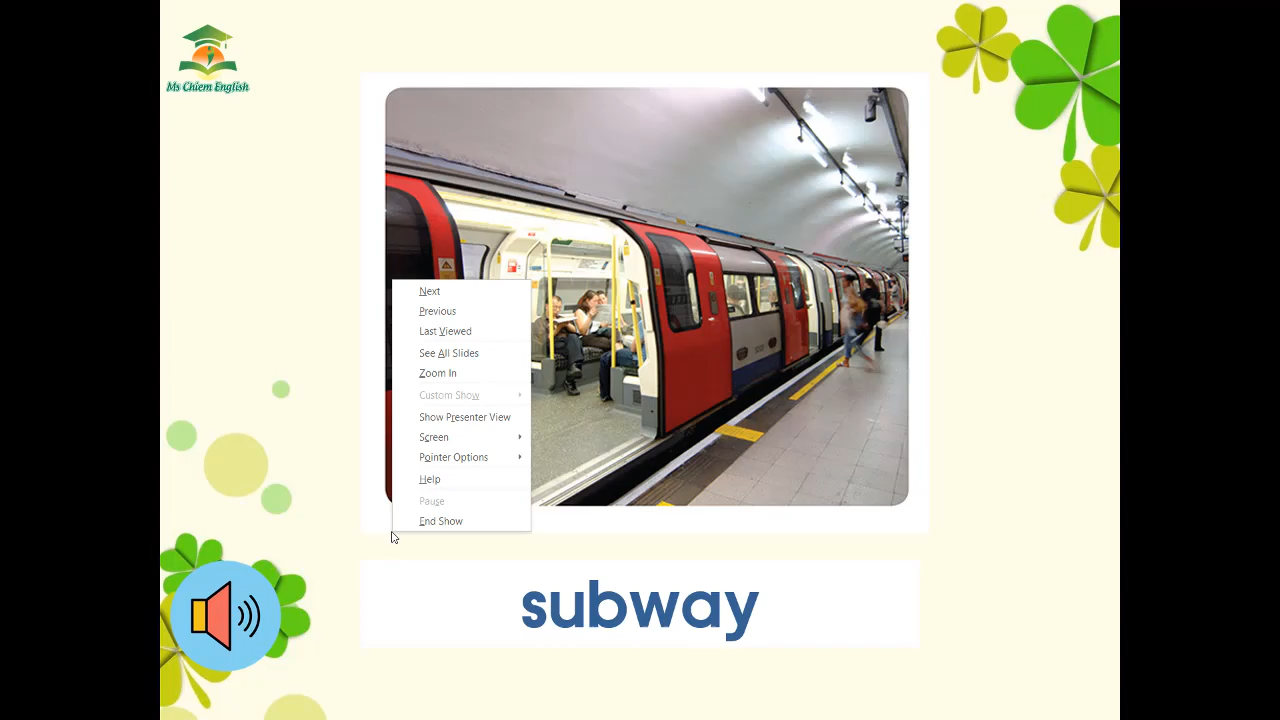 Ms Chiem English
Next
Previous
Last Viewed
See All Slides
Zoom In
Custom Show
Show Presenter View
Screen
Pointer Options
Help
Pause
End Show
subway